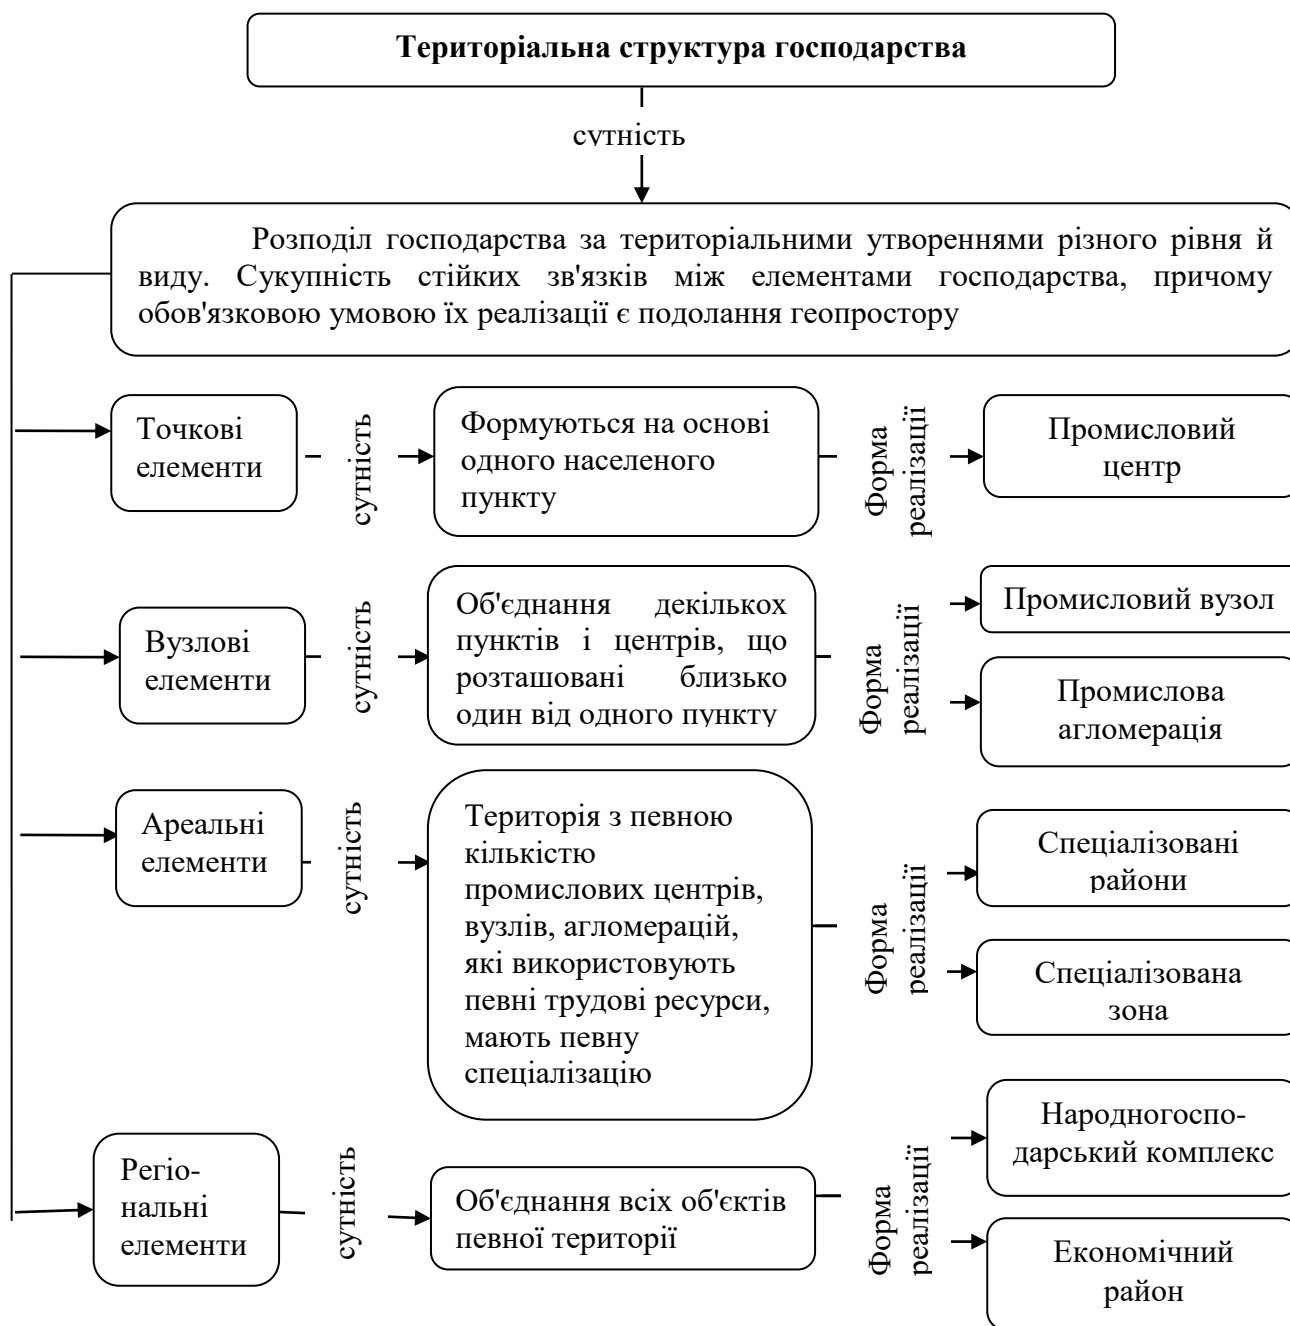 Територіальна структура господарства
сутність
Розподіл господарства за територіальними утвореннями різного рівня й
виду. Сукупність стійких зв'язків між елементами господарства, причому
обов'язковою умовою їх реалізації є подолання геопростору
Точкові
елементи
сутність
Формуються на основі
одного населеного
пункту
Форма
реалізації
Промисловий
центр
Вузлові
елементи
сутність
Об'єднання декількох
пунктів і центрів, що
розташовані близько
один від одного пункту
Форма
реалізації
Промисловий вузол
Промислова
агломерація
Ареальні
елементи
сутність
Територія з певною
кількістю
промислових центрів,
вузлів, агломерацій,
які використовують
певні трудові ресурси,
мають певну
спеціалізацію
Форма
реалізації
Спеціалізовані
райони
Спеціалізована
зона
Регіо-
нальні
елементи
сутність
Об'єднання всіх об'єктів
певної території
Форма
реалізації
Народногоспо-
дарський комплекс
Економічний
район